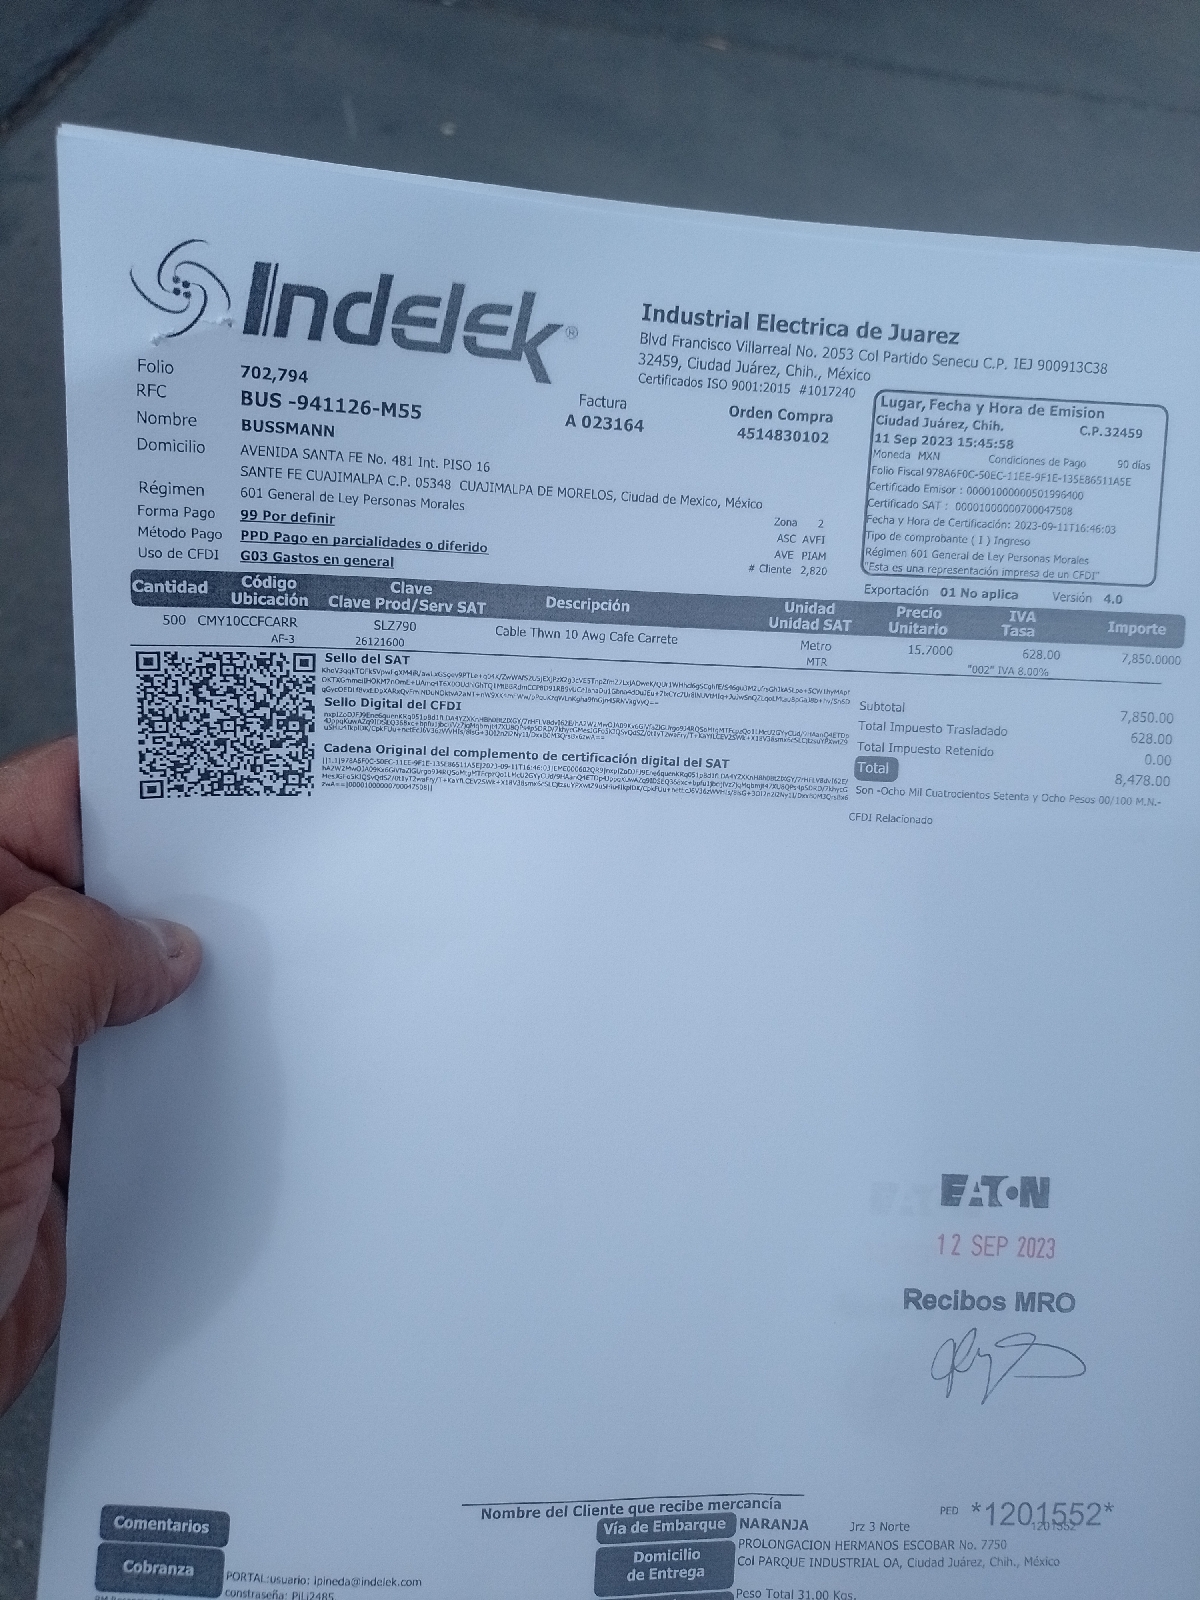 Indelek®
Industrial Electrica de Juarez
Blvd Francisco Villarreal No. 2053 Col Partido Senecu C.P. IEJ 900913C38
32459, Ciudad Juárez, Chih., México
Certificados ISO 9001:2015 #1017240
Folio 702,794
RFC BUS -941126-M55
Nombre BUSSMANN
Domicilio AVENIDA SANTA FE No. 481 Int. PISO 16
SANTE FE CUAJIMALPA C.P. 05348 CUAJIMALPA DE MORELOS, Ciudad de Mexico, México
Régimen 601 General de Ley Personas Morales
Forma Pago 99 Por definir
Método Pago PPD Pago en parcialidades o diferido
Uso de CFDI G03 Gastos en general
Factura
A 023164
Orden Compra
4514830102
Zona 2
ASC AVFI
AVE PIAM
# Cliente 2,820
Lugar, Fecha y Hora de Emision
Ciudad Juárez, Chih. C.P.32459
11 Sep 2023 15:45:58
Moneda MXN Condiciones de Pago 90 días
Folio Fiscal 978A6F0C-50EC-11EE-9F1E-135E86511A5E
Certificado Emisor : 00001000000501996400
Certificado SAT : 00001000000700047508
Fecha y Hora de Certificación: 2023-09-11T16:46:03
Tipo de comprobante ( I ) Ingreso
Régimen 601 General de Ley Personas Morales
"Esta es una representación impresa de un CFDI"
Exportación 01 No aplica Versión 4.0
Cantidad Código Ubicación Clave Clave Prod/Serv SAT Descripción Unidad Unidad SAT Precio Unitario IVA Tasa Importe
500 CMY10CCFCARR SLZ790 Cable Thwn 10 Awg Cafe Carrete Metro 15.7000 628.00 7,850.0000
AF-3 26121600 MTR "002" IVA 8.00%
Sello del SAT
Sello Digital del CFDI
Cadena Original del complemento de certificación digital del SAT
Subtotal 7,850.00
Total Impuesto Trasladado 628.00
Total Impuesto Retenido 0.00
Total 8,478.00
Son -Ocho Mil Cuatrocientos Setenta y Ocho Pesos 00/100 M.N.-
CFDI Relacionado
EATON
12 SEP 2023
Recibos MRO
Nombre del Cliente que recibe mercancía
PED *1201552*
1201552
Comentarios
Vía de Embarque NARANJA Jrz 3 Norte
Cobranza
PORTAL:usuario: ipineda@indelek.com
constraseña: PiLi2485
Domicilio de Entrega
PROLONGACION HERMANOS ESCOBAR No. 7750
Col PARQUE INDUSTRIAL OA, Ciudad Juárez, Chih., México
Peso Total 31.00 Kgs.